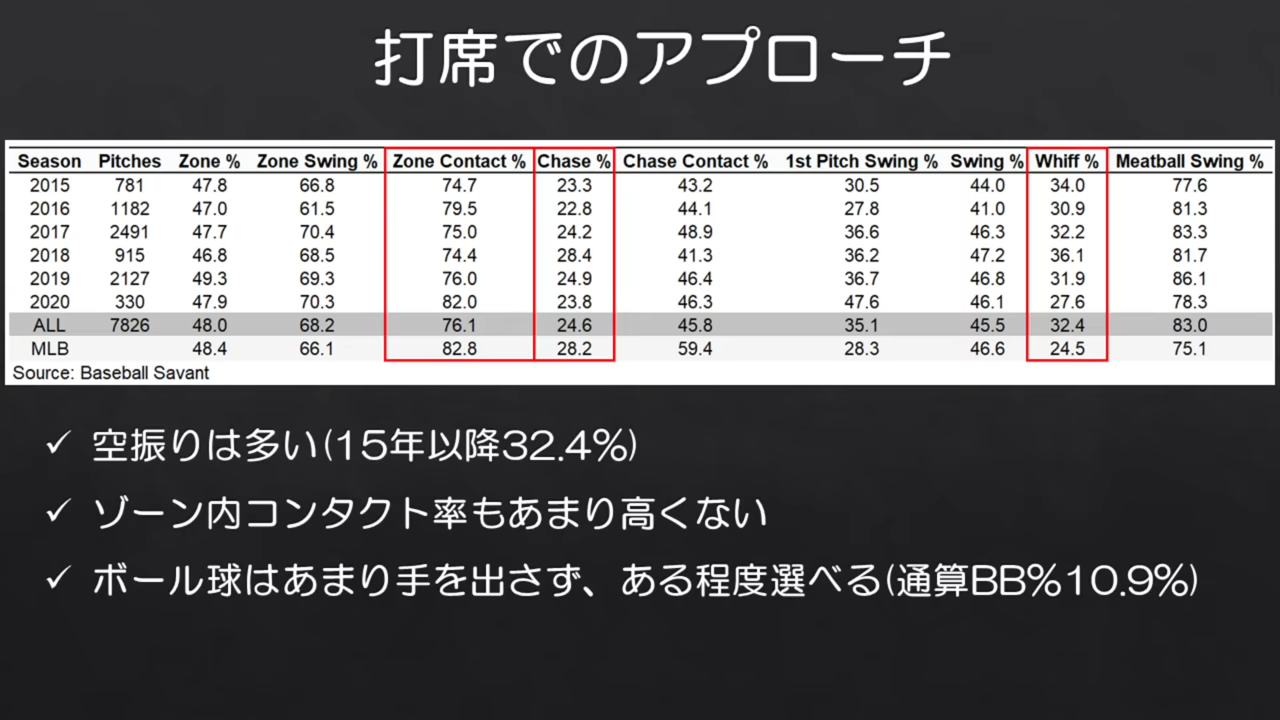 打席でのアプローチ
Season Pitches Zone % Zone Swing % Zone Contact % Chase % Chase Contact % 1st Pitch Swing % Swing % Whiff % Meatball Swing %
2015 781 47.8 66.8 74.7 23.3 43.2 30.5 44.0 34.0 77.6
2016 1182 47.0 61.5 79.5 22.8 44.1 27.8 41.0 30.9 81.3
2017 2491 47.7 70.4 75.0 24.2 48.9 36.6 46.3 32.2 83.3
2018 915 46.8 68.5 74.4 28.4 41.3 36.2 47.2 36.1 81.7
2019 2127 49.3 69.3 76.0 24.9 46.4 36.7 46.8 31.9 86.1
2020 330 47.9 70.3 82.0 23.8 46.3 47.6 46.1 27.6 78.3
ALL 7826 48.0 68.2 76.1 24.6 45.8 35.1 45.5 32.4 83.0
MLB 48.4 66.1 82.8 28.2 59.4 28.3 46.6 24.5 75.1
Source: Baseball Savant
✓ 空振りは多い(15年以降32.4%)
✓ ゾーン内コンタクト率もあまり高くない
✓ ボール球はあまり手を出さず、ある程度選べる(通算BB%10.9%)